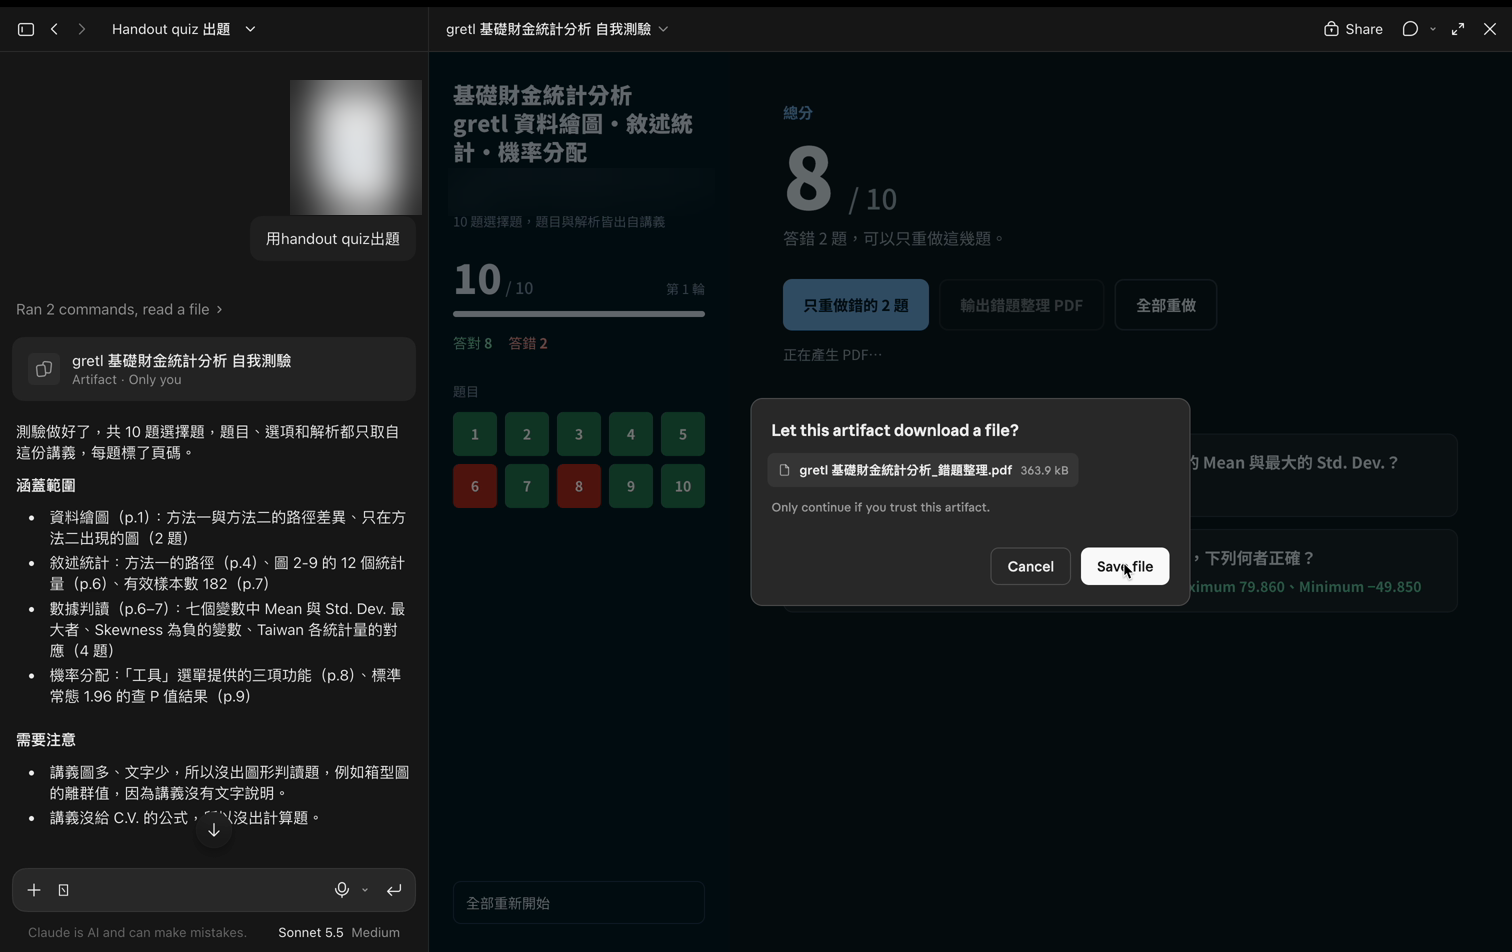 Handout quiz 出題
gretl 基礎財金統計分析 自我測驗
Share
用handout quiz出題
Ran 2 commands, read a file
gretl 基礎財金統計分析 自我測驗
Artifact · Only you
測驗做好了，共 10 題選擇題，題目、選項和解析都只取自
這份講義，每題標了頁碼。
涵蓋範圍
• 資料繪圖（p.1）：方法一與方法二的路徑差異、只在方
法二出現的圖（2 題）
• 敘述統計：方法一的路徑（p.4）、圖 2-9 的 12 個統計
量（p.6）、有效樣本數 182（p.7）
• 數據判讀（p.6–7）：七個變數中 Mean 與 Std. Dev. 最
大者、Skewness 為負的變數、Taiwan 各統計量的對
應（4 題）
• 機率分配：「工具」選單提供的三項功能（p.8）、標準
常態 1.96 的查 P 值結果（p.9）
需要注意
• 講義圖多、文字少，所以沒出圖形判讀題，例如箱型圖
的離群值，因為講義沒有文字說明。
• 講義沒給 C.V. 的公式，所以沒出計算題。
Claude is AI and can make mistakes.
Sonnet 5.5 Medium
基礎財金統計分析
gretl 資料繪圖・敘述統
計・機率分配
10 題選擇題，題目與解析皆出自講義
10 / 10
第 1 輪
答對 8 答錯 2
題目
1 2 3 4 5
6 7 8 9 10
全部重新開始
總分
8 / 10
答錯 2 題，可以只重做這幾題。
只重做錯的 2 題
輸出錯題整理 PDF
全部重做
正在產生 PDF…
的 Mean 與最大的 Std. Dev.？
，下列何者正確？
ximum 79.860、Minimum −49.850
Let this artifact download a file?
gretl 基礎財金統計分析_錯題整理.pdf 363.9 kB
Only continue if you trust this artifact.
Cancel
Save file